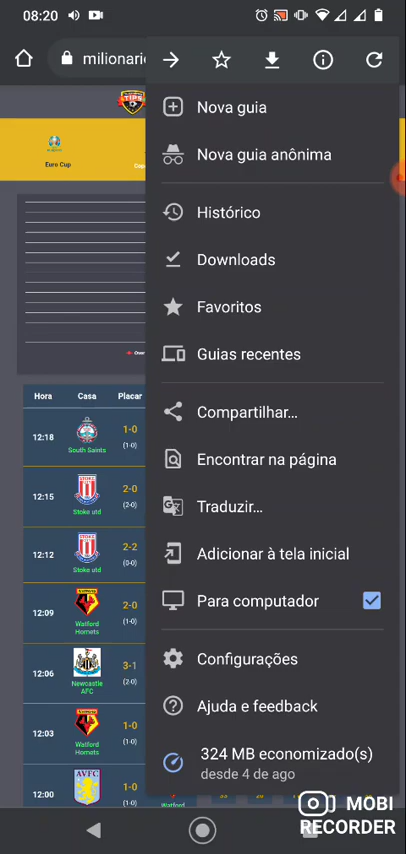 08:20
milionari
TIPS
Euro Cup
Nova guia
Nova guia anônima
Histórico
Downloads
Favoritos
Guias recentes
Compartilhar...
Encontrar na página
Traduzir...
Adicionar à tela inicial
Para computador
Configurações
Ajuda e feedback
324 MB economizado(s)
desde 4 de ago
Hora Casa Placar
12:18 South Saints 1-0 (1-0)
12:15 Stoke utd 2-0 (2-0)
12:12 Stoke utd 2-2 (0-0)
12:09 Watford Hornets 2-0 (1-0)
12:06 Newcastle AFC 3-1 (2-0)
12:03 Watford Hornets 1-0 (1-0)
12:00 AVFC 1-0
Watford
MOBI
RECORDER